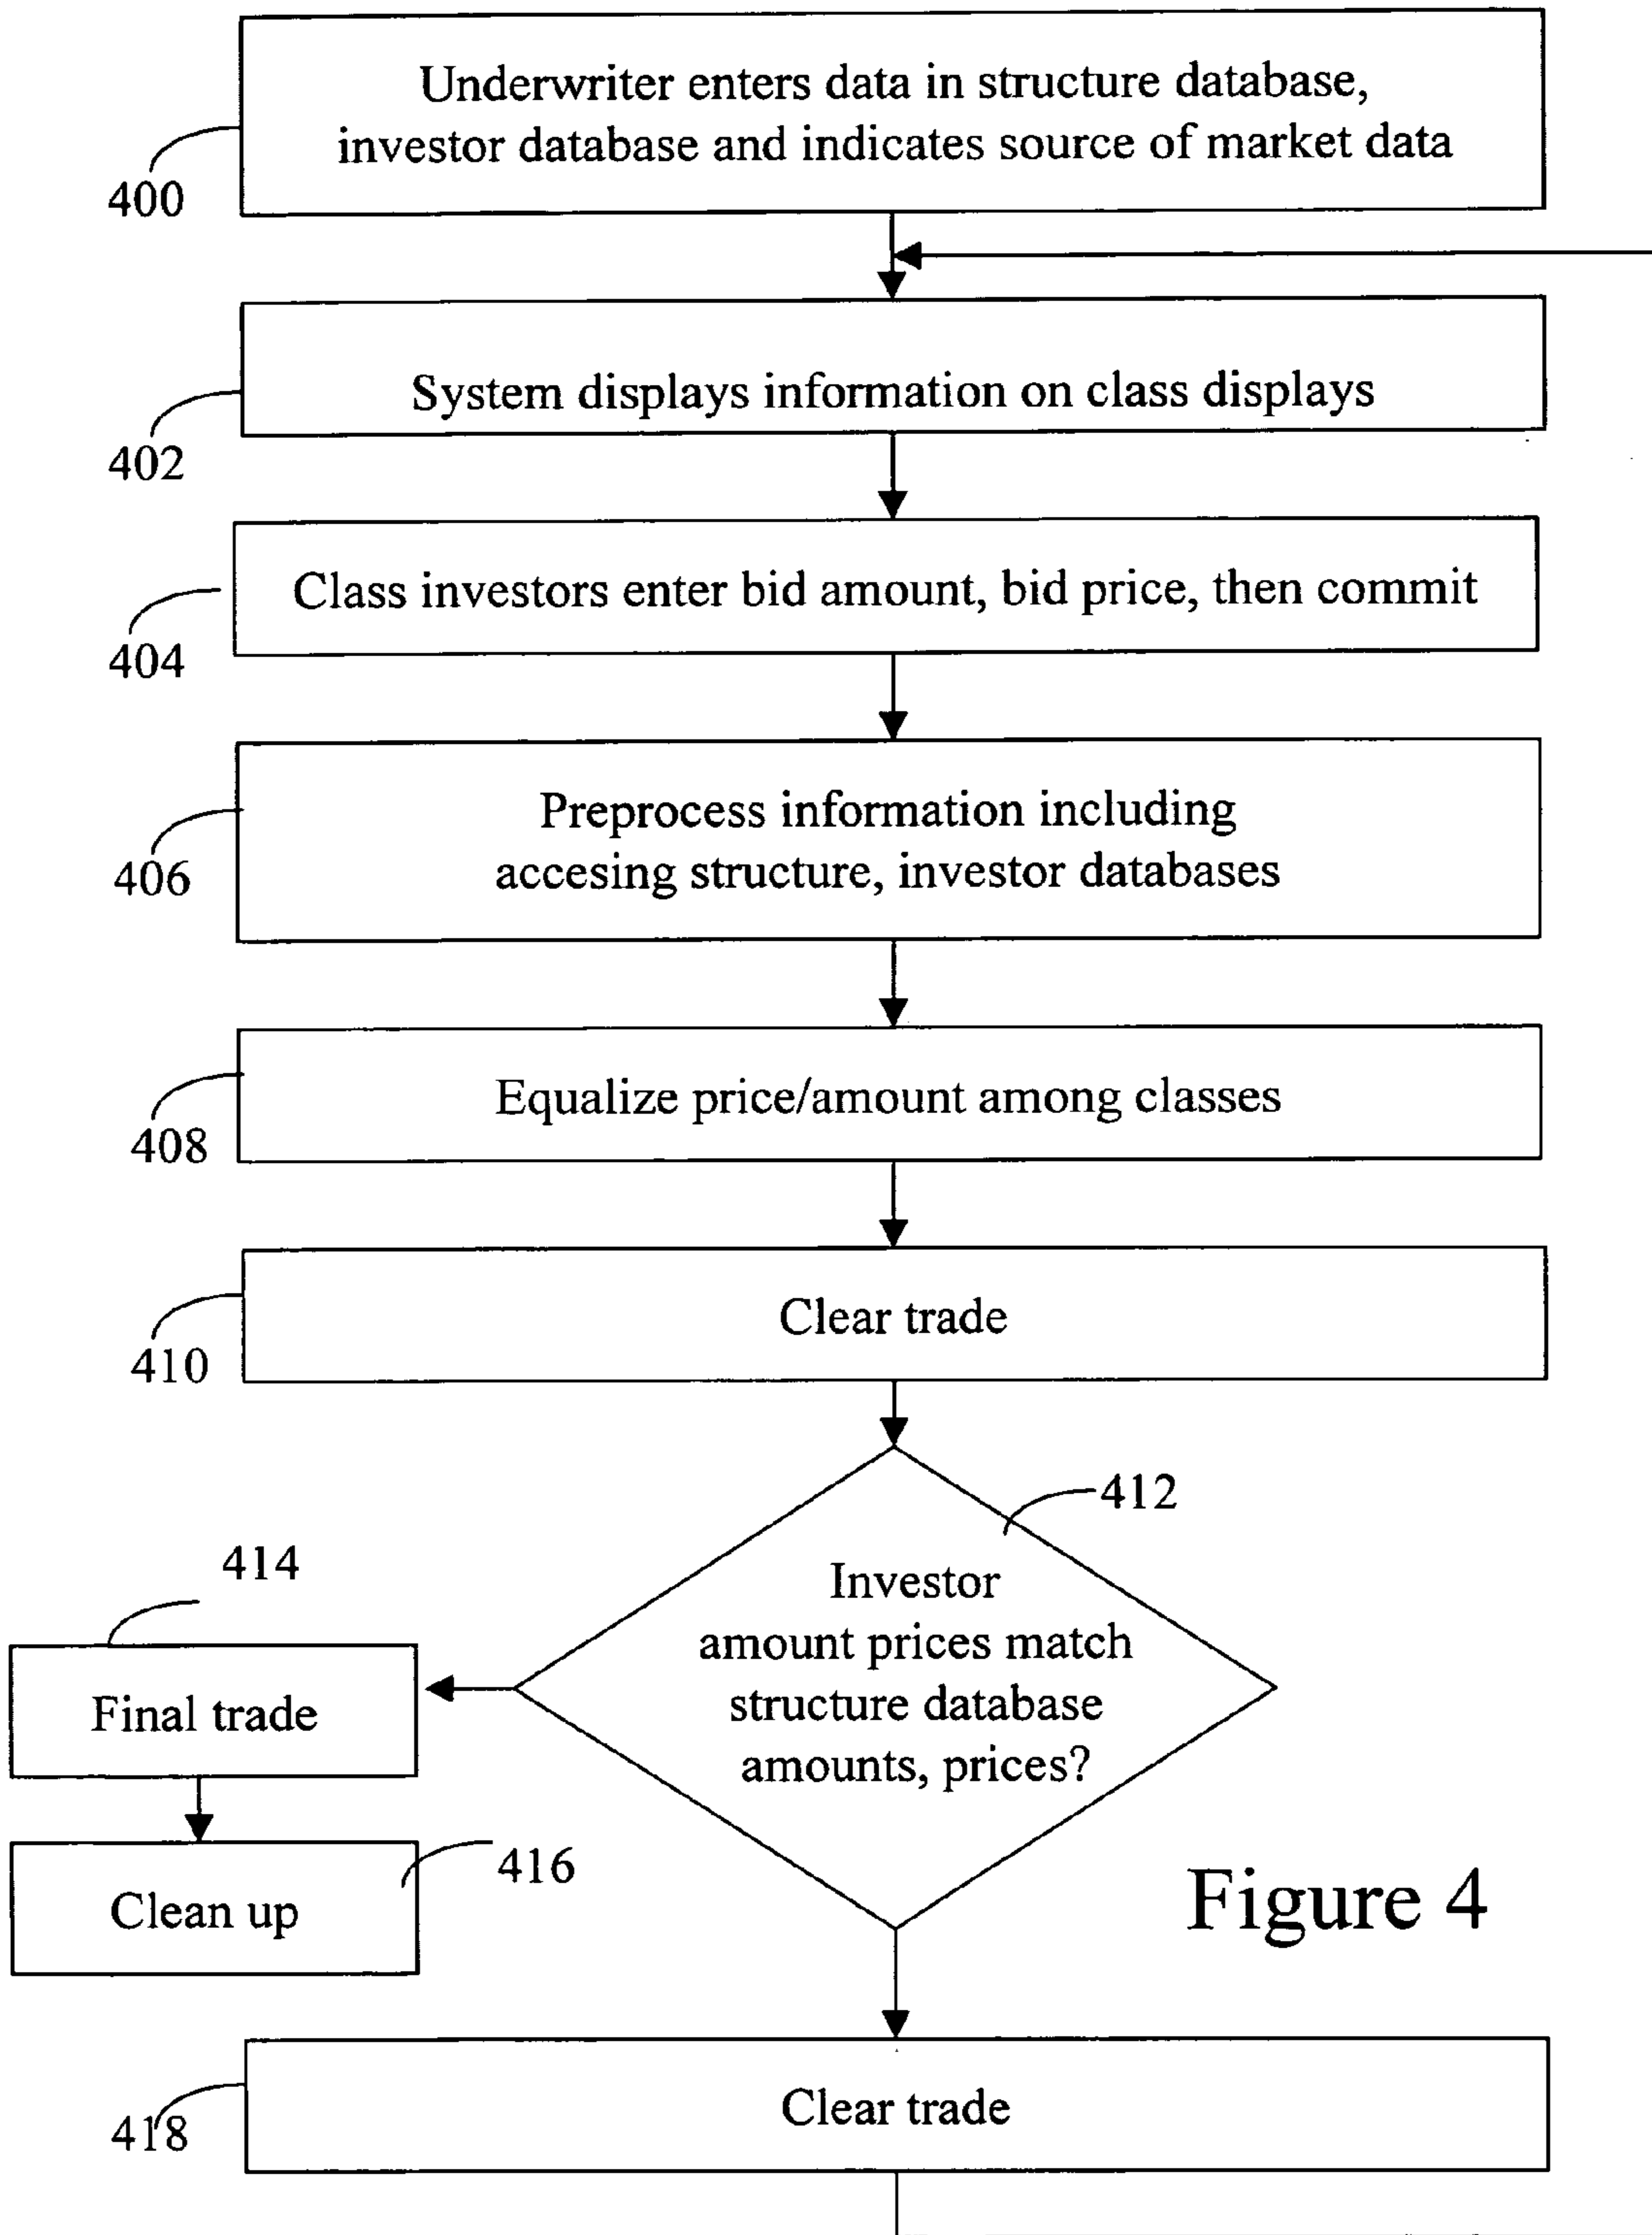 Underwriter enters data in structure database,
investor database and indicates source of market data
400
System displays information on class displays
402
Class investors enter bid amount, bid price, then commit
404
Preprocess information including
accesing structure, investor databases
406
Equalize price/amount among classes
408
Clear trade
410
412
Investor
amount prices match
structure database
amounts, prices?
414
Final trade
416
Clean up
Figure 4
Clear trade
418